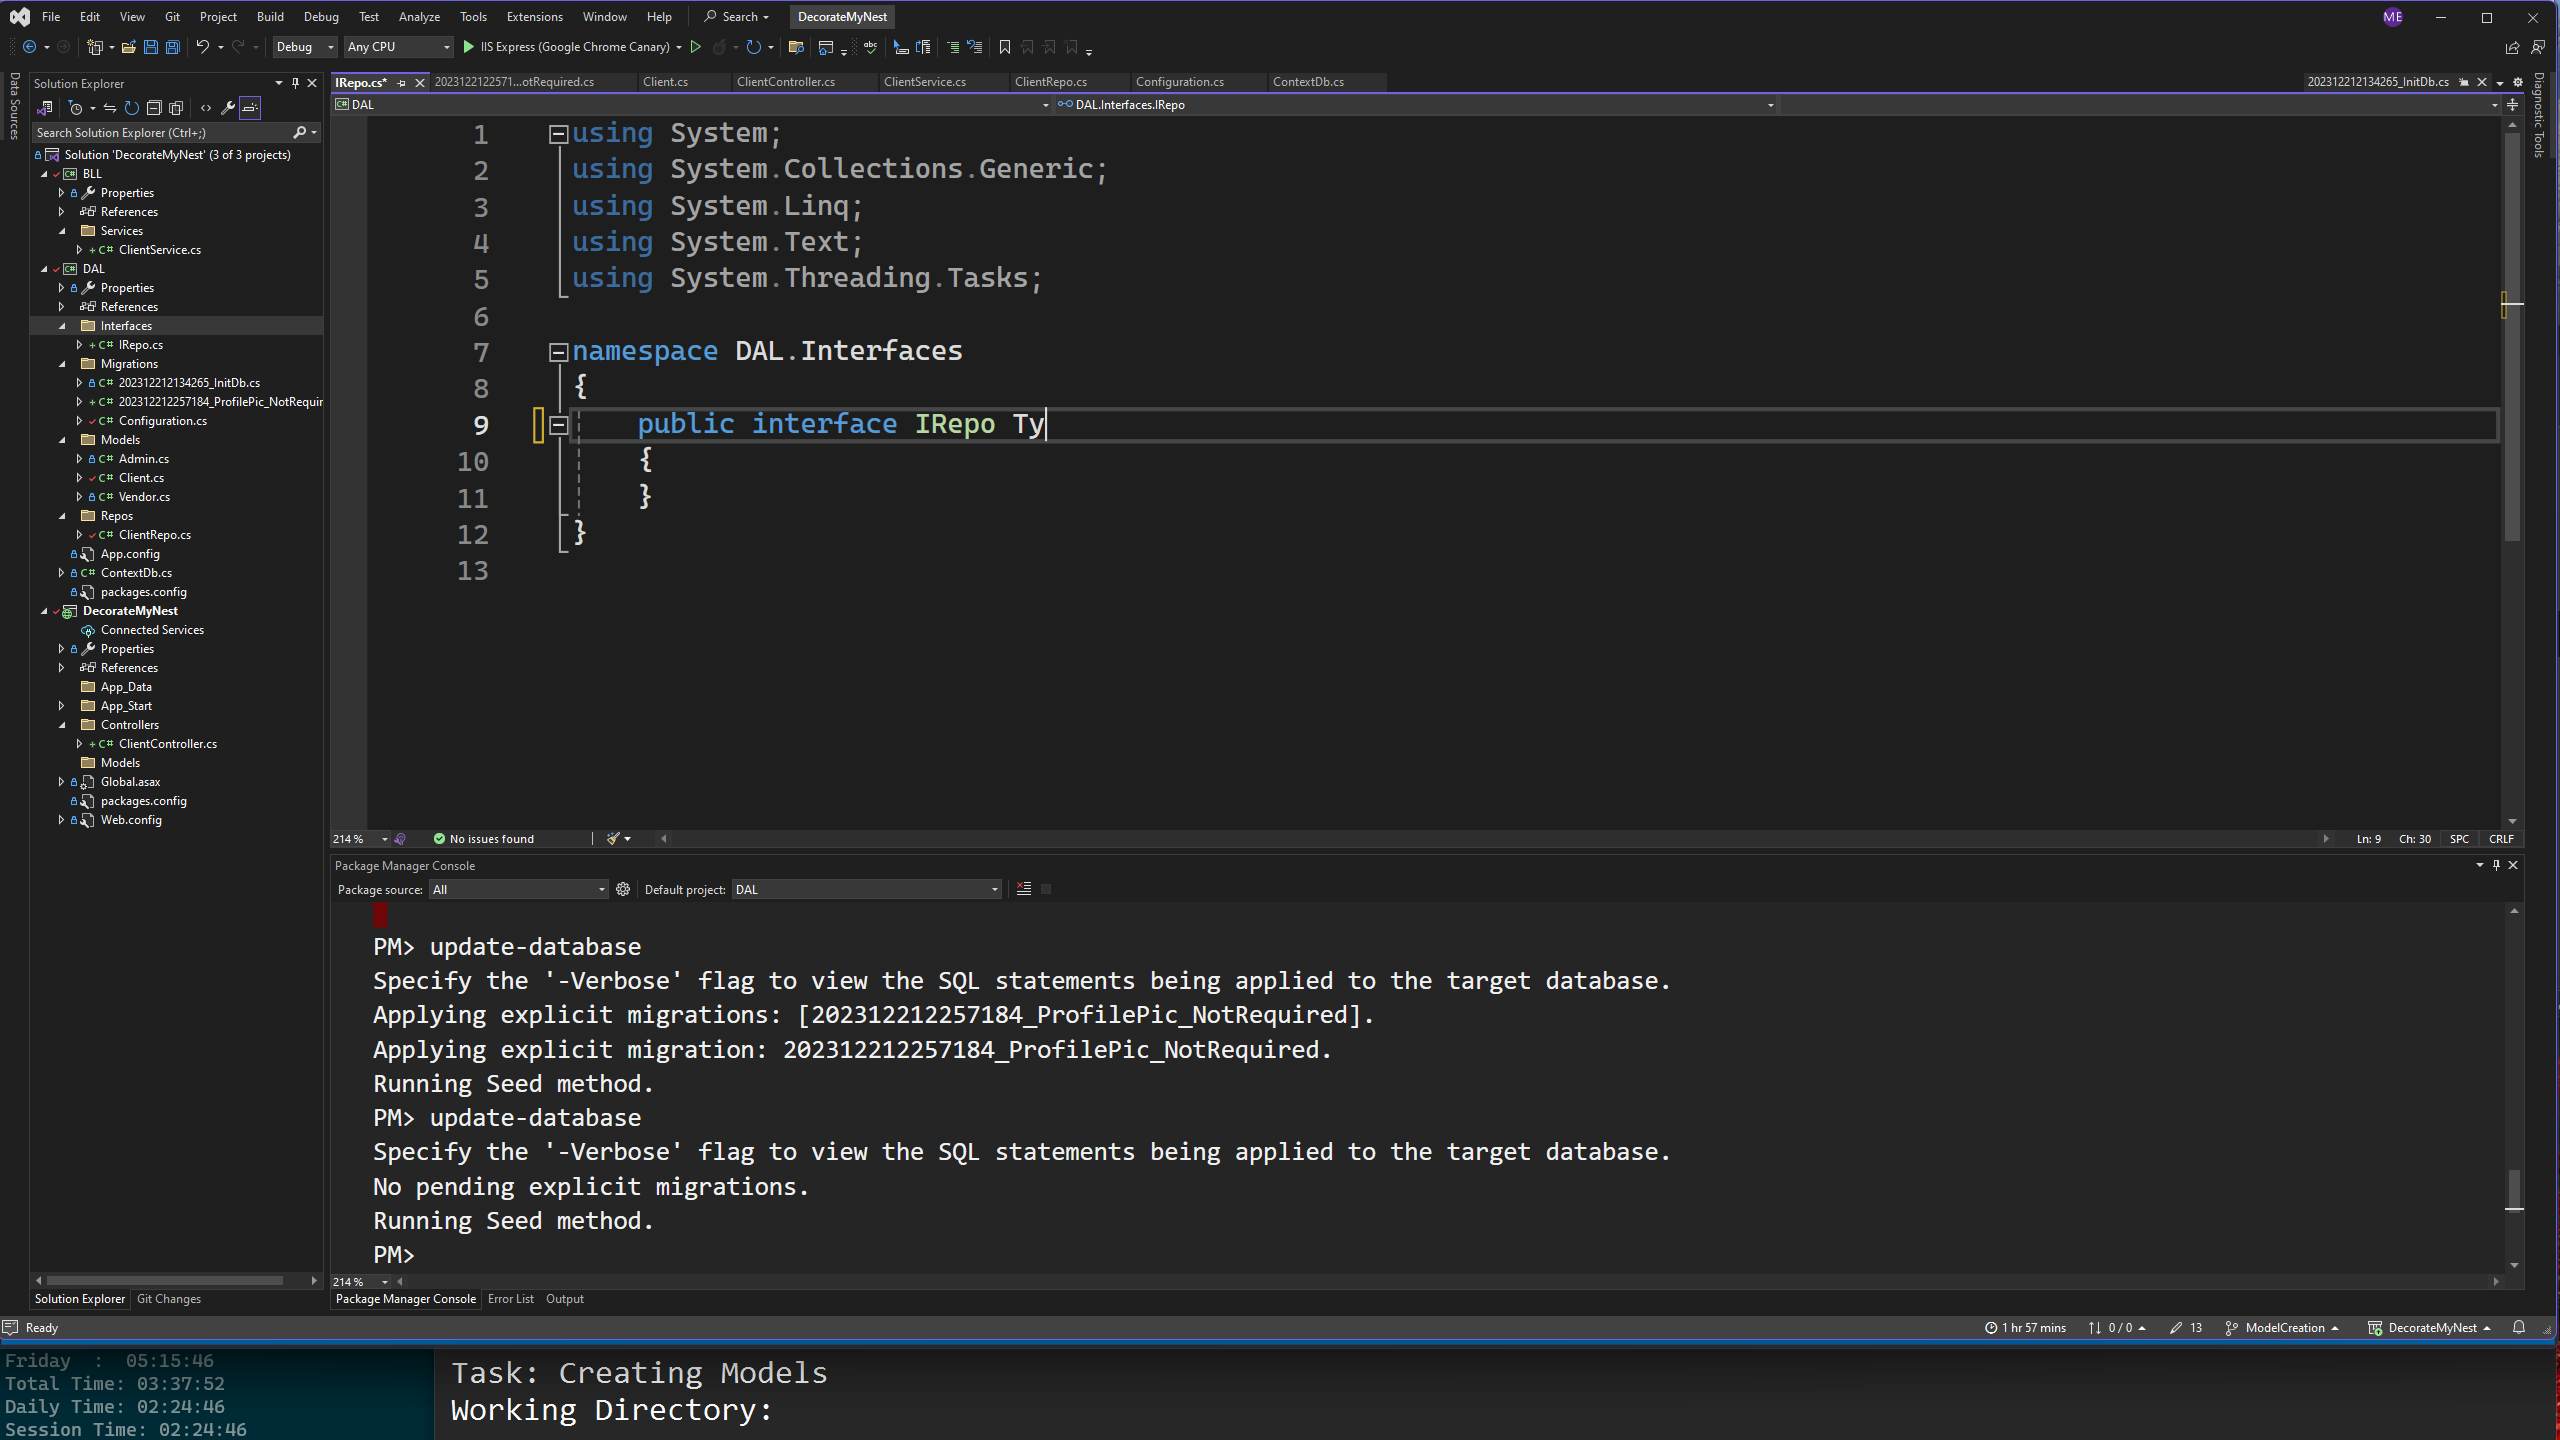 File Edit View Git Project Build Debug Test Analyze Tools Extensions Window Help Search DecorateMyNest ME
Debug Any CPU IIS Express (Google Chrome Canary)
Data Sources
Solution Explorer
Search Solution Explorer (Ctrl+;)
Solution 'DecorateMyNest' (3 of 3 projects)
BLL
Properties
References
Services
C# ClientService.cs
DAL
Properties
References
Interfaces
C# IRepo.cs
Migrations
C# 202312212134265_InitDb.cs
C# 202312212257184_ProfilePic_NotRequir
C# Configuration.cs
Models
C# Admin.cs
C# Client.cs
C# Vendor.cs
Repos
C# ClientRepo.cs
App.config
C# ContextDb.cs
packages.config
DecorateMyNest
Connected Services
Properties
References
App_Data
App_Start
Controllers
C# ClientController.cs
Models
Global.asax
packages.config
Web.config
Solution Explorer Git Changes
IRepo.cs* 2023122122571...otRequired.cs Client.cs ClientController.cs ClientService.cs ClientRepo.cs Configuration.cs ContextDb.cs 202312212134265_InitDb.cs
DAL DAL.Interfaces.IRepo
1 using System;
2 using System.Collections.Generic;
3 using System.Linq;
4 using System.Text;
5 using System.Threading.Tasks;
6
7 namespace DAL.Interfaces
8 {
9 public interface IRepo Ty
10 {
11 }
12 }
13
214 % No issues found Ln: 9 Ch: 30 SPC CRLF
Diagnostic Tools
Package Manager Console
Package source: All Default project: DAL
PM> update-database
Specify the '-Verbose' flag to view the SQL statements being applied to the target database.
Applying explicit migrations: [202312212257184_ProfilePic_NotRequired].
Applying explicit migration: 202312212257184_ProfilePic_NotRequired.
Running Seed method.
PM> update-database
Specify the '-Verbose' flag to view the SQL statements being applied to the target database.
No pending explicit migrations.
Running Seed method.
PM>
214 %
Package Manager Console Error List Output
Ready 1 hr 57 mins 0 / 0 13 ModelCreation DecorateMyNest
Friday : 05:15:46
Total Time: 03:37:52
Daily Time: 02:24:46
Session Time: 02:24:46
Task: Creating Models
Working Directory: